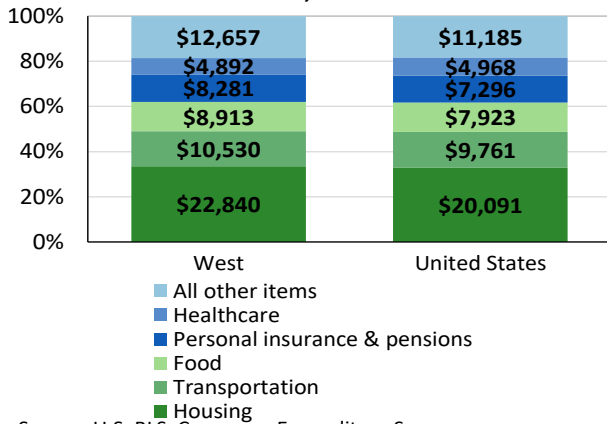 100%
80%
60%
40%
20%
0%
$12,657
$4,892
$8,281
$8,913
$10,530
$22,840
$11,185
$4,968
$7,296
$7,923
$9,761
$20,091
West
United States
All other items
Healthcare
Personal insurance & pensions
Food
Transportation
Housing